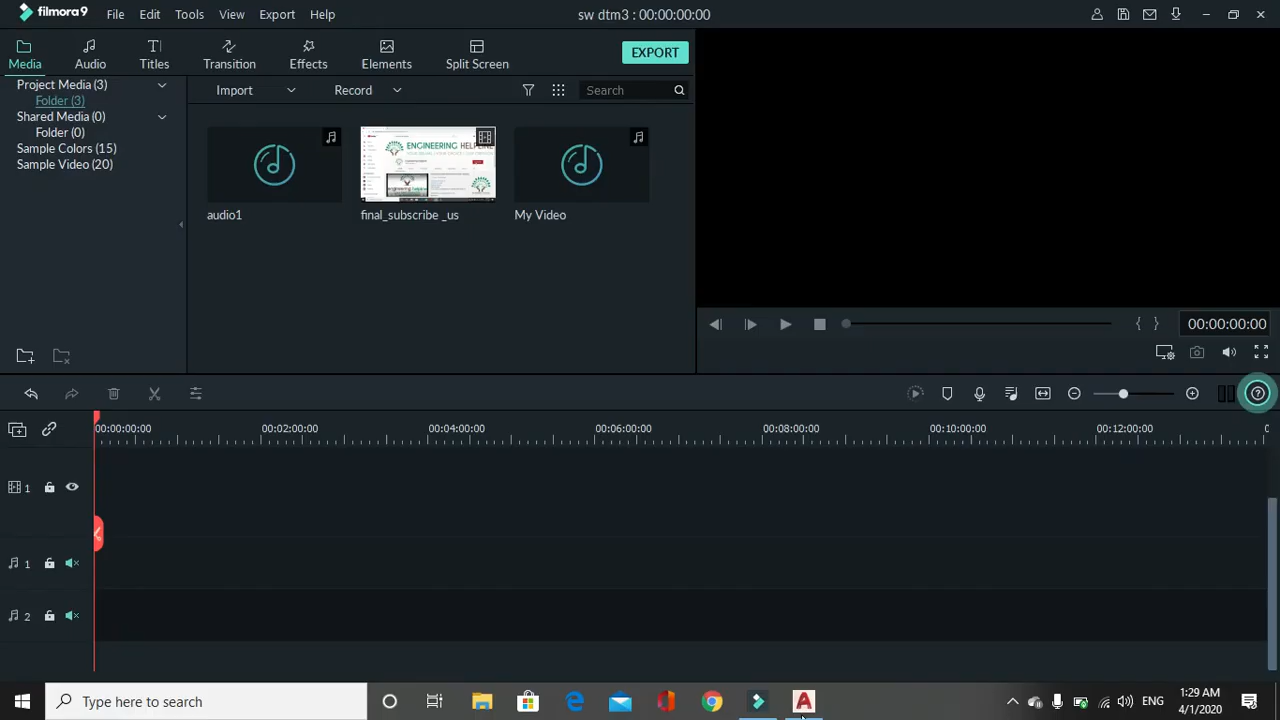 filmora9 File Edit Tools View Export Help sw dtm3 : 00:00:00:00
Media Audio Titles Transition Effects Elements Split Screen EXPORT
Project Media (3)
Folder (3)
Shared Media (0)
Folder (0)
Sample Colors (15)
Sample Video (20)
Import Record Search
ENGINEERING HELPLINE
audio1 final_subscribe _us My Video
00:00:00:00
00:00:00:00 00:02:00:00 00:04:00:00 00:06:00:00 00:08:00:00 00:10:00:00 00:12:00:00 0
1
1
2
Type here to search
ENG
1:29 AM
4/1/2020